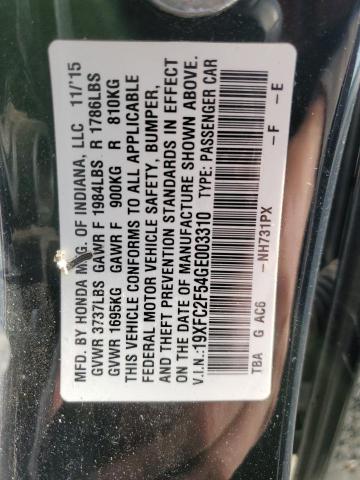 MFD. BY HONDA MFG. OF INDIANA, LLC 11/'15
GVWR 3737LBS GAWR F 1984LBS R 1786LBS
GVWR 1695KG GAWR F 900KG R 810KG
THIS VEHICLE CONFORMS TO ALL APPLICABLE
FEDERAL MOTOR VEHICLE SAFETY, BUMPER,
AND THEFT PREVENTION STANDARDS IN EFFECT
ON THE DATE OF MANUFACTURE SHOWN ABOVE.
V.I.N.: 19XFC2F54GE003310 TYPE: PASSENGER CAR
TBA G AC6 -NH731PX -F -E